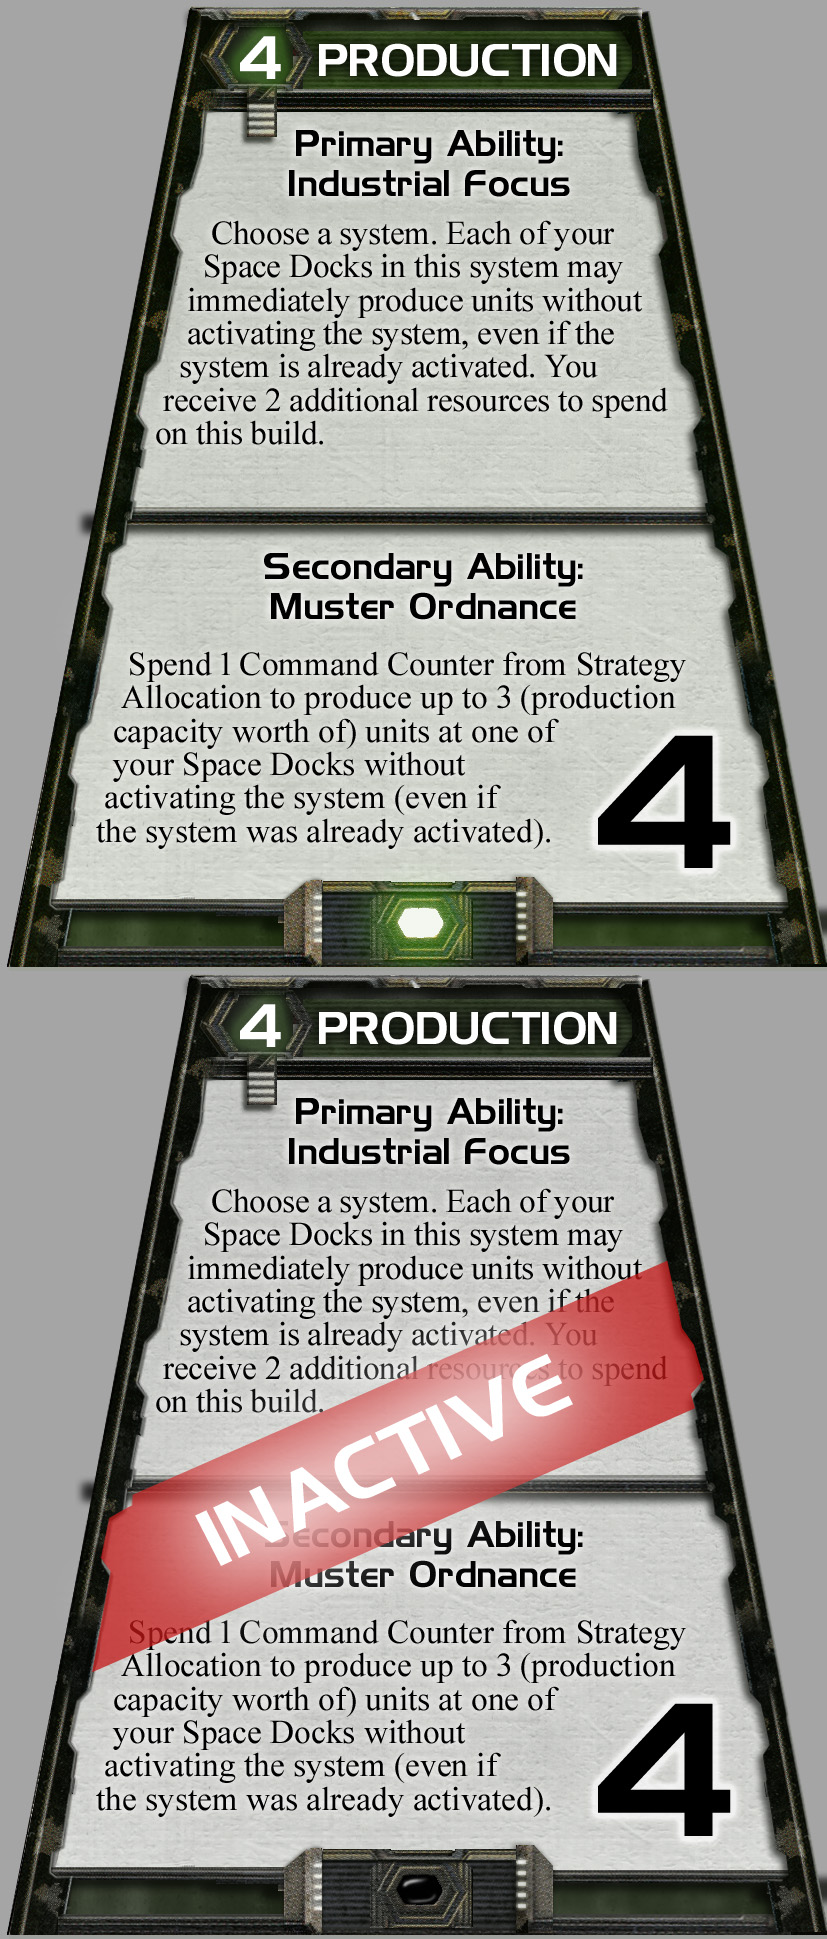 4 PRODUCTION
Primary Ability:
Industrial Focus
Choose a system. Each of your
Space Docks in this system may
immediately produce units without
activating the system, even if the
system is already activated. You
receive 2 additional resources to spend
on this build.
Secondary Ability:
Muster Ordnance
Spend 1 Command Counter from Strategy
Allocation to produce up to 3 (production
capacity worth of) units at one of
your Space Docks without
activating the system (even if
the system was already activated).
4
4 PRODUCTION
Primary Ability:
Industrial Focus
Choose a system. Each of your
Space Docks in this system may
immediately produce units without
activating the system, even if the
system is already activated. You
receive 2 additional resources to spend
on this build.
INACTIVE
Secondary Ability:
Muster Ordnance
Spend 1 Command Counter from Strategy
Allocation to produce up to 3 (production
capacity worth of) units at one of
your Space Docks without
activating the system (even if
the system was already activated).
4